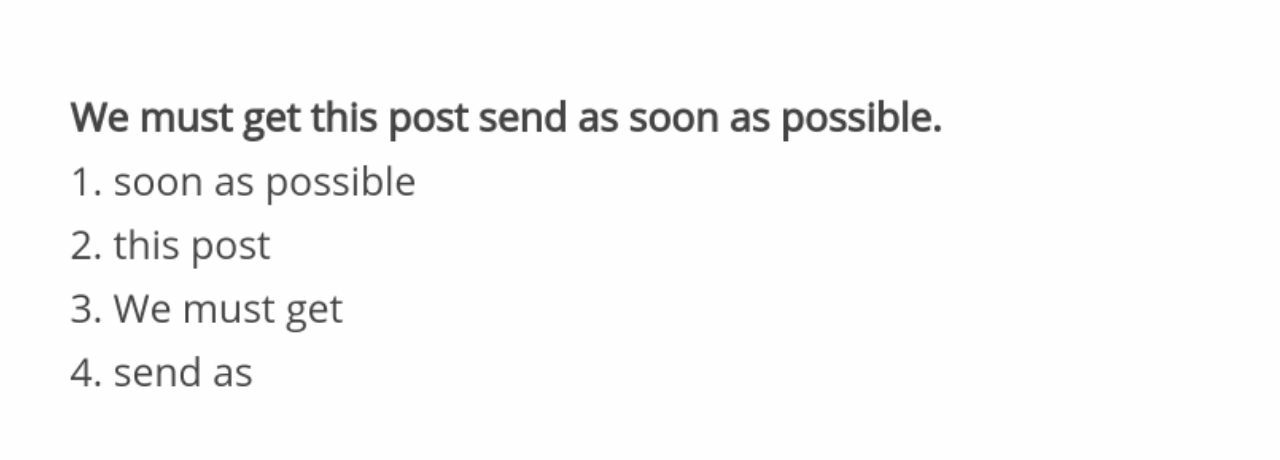 We must get this post send as soon as possible.
1. soon as possible
2. this post
3. We must get
4. send as